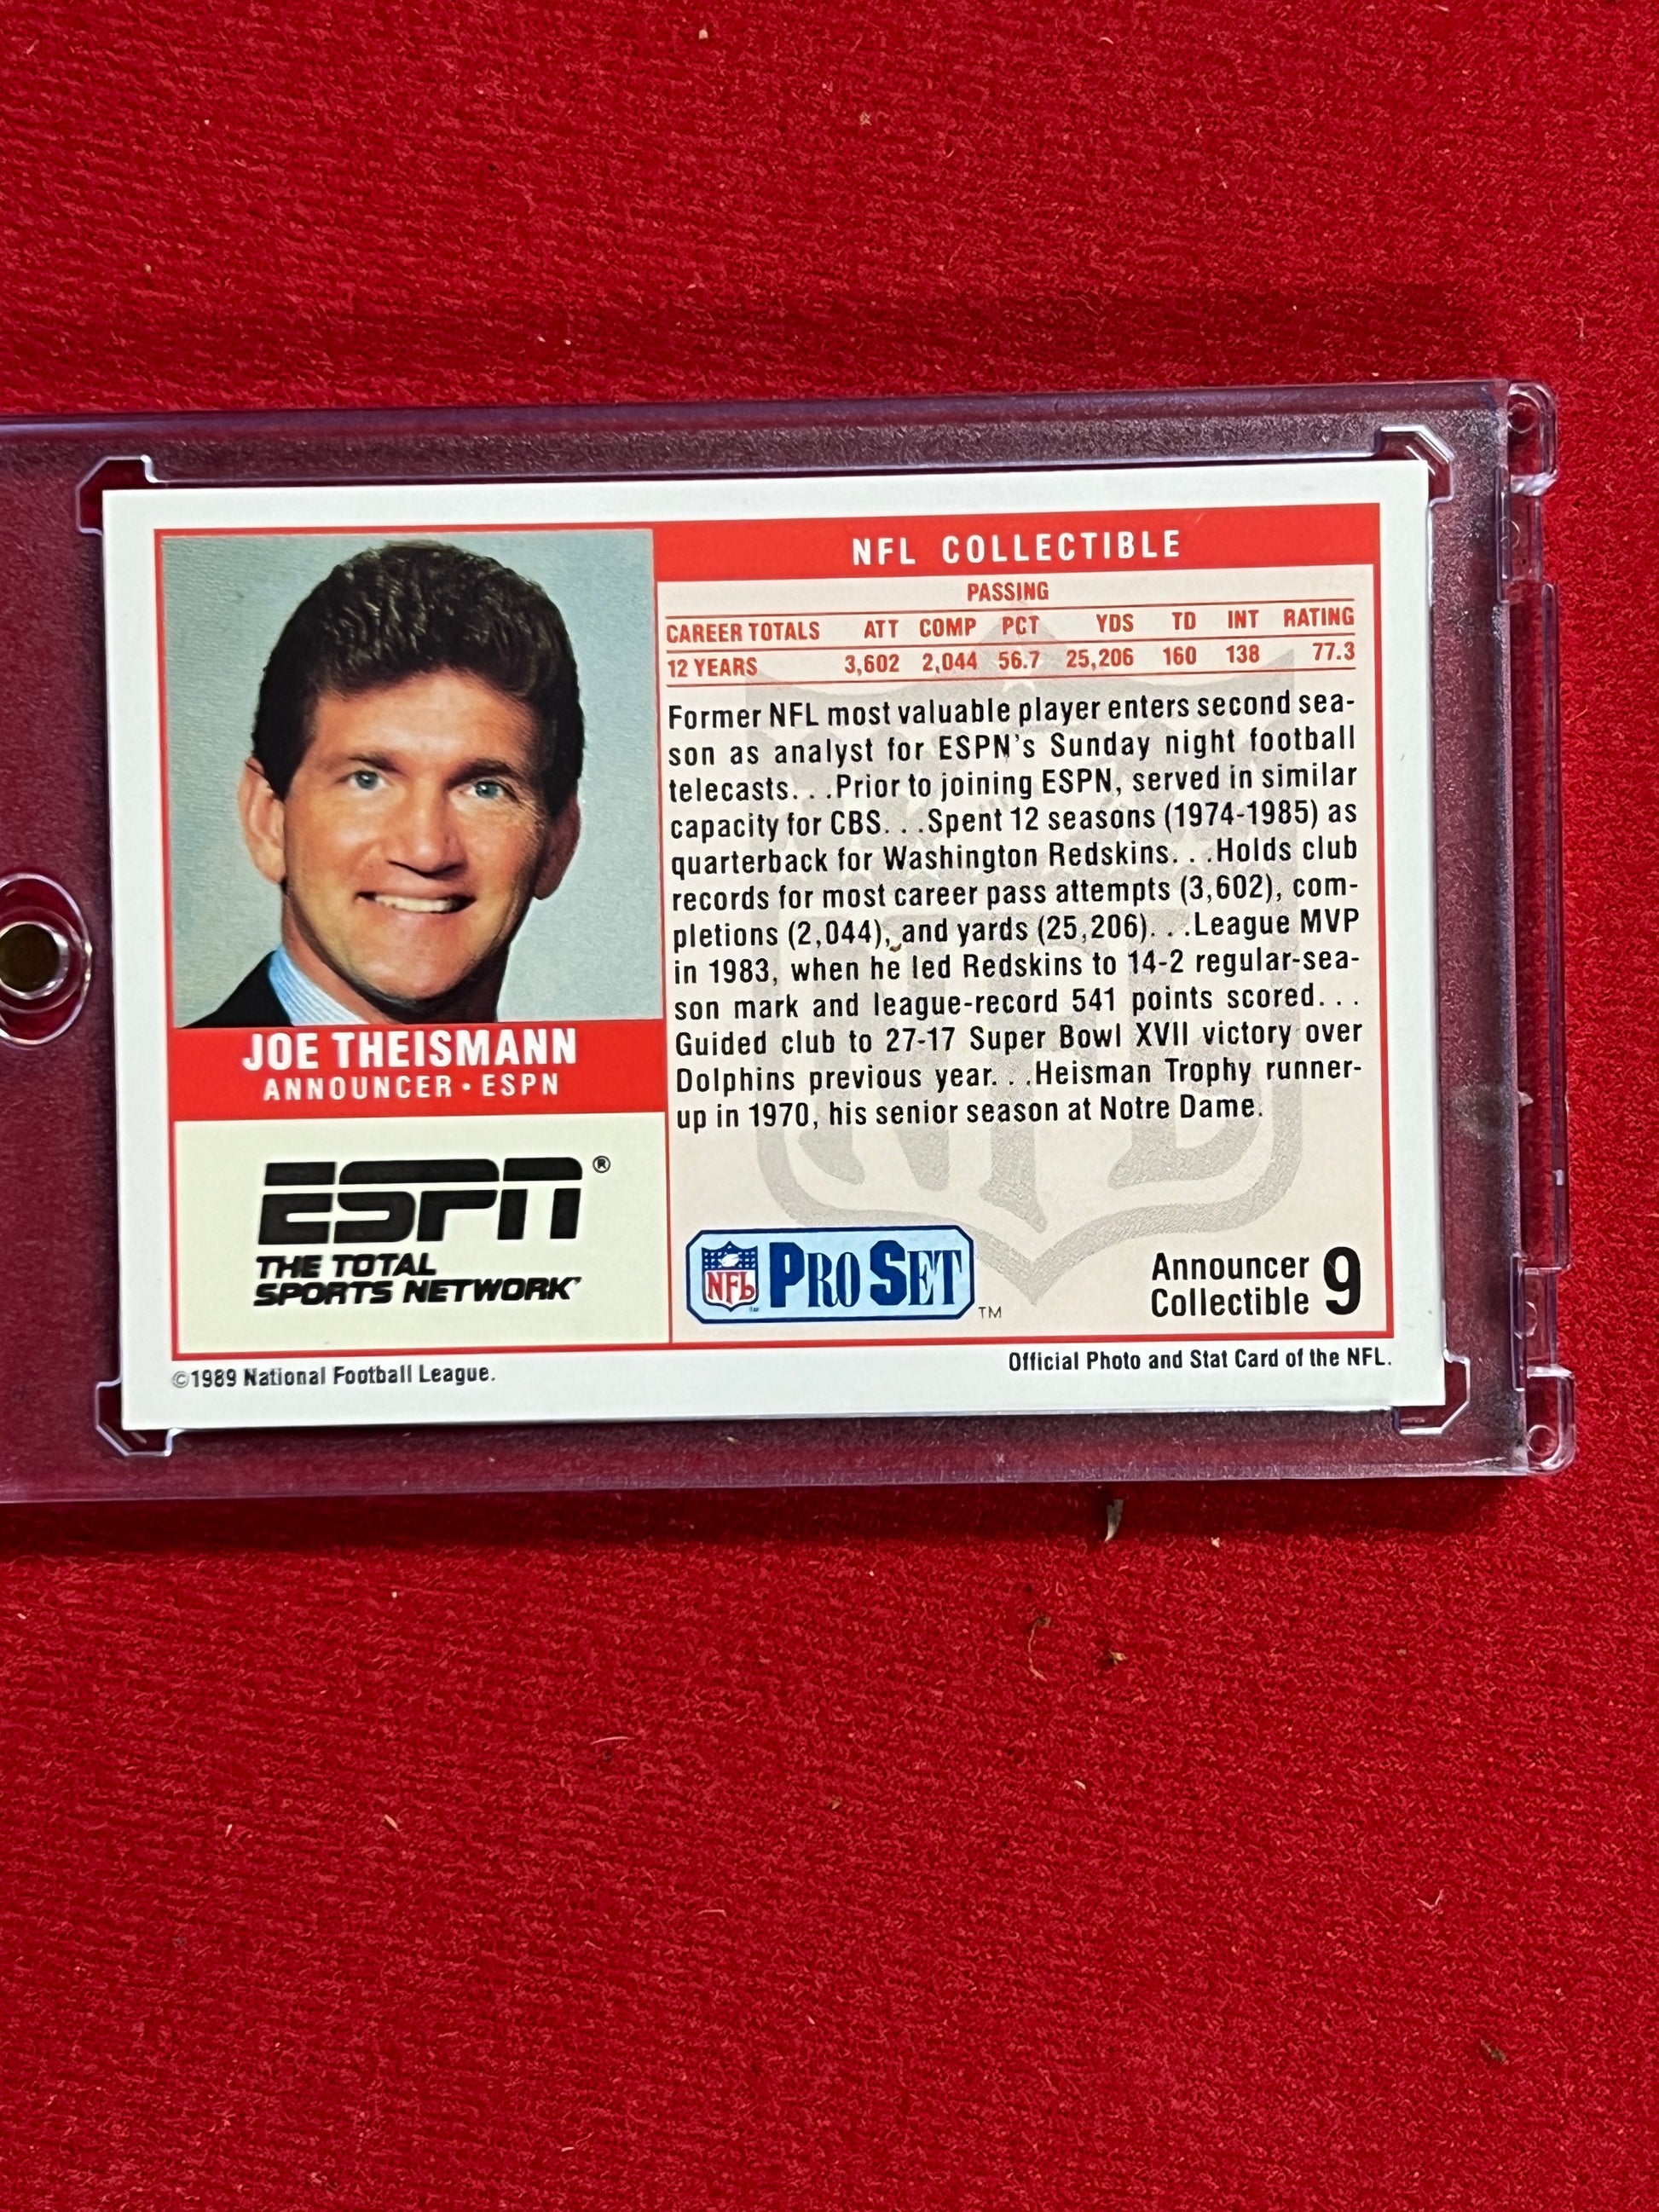 NFL COLLECTIBLE
PASSING
CAREER TOTALS ATT COMP PCT YDS TD INT RATING
12 YEARS 3,602 2,044 56.7 25,206 160 138 77.3
Former NFL most valuable player enters second sea-
son as analyst for ESPN's Sunday night football
telecasts. . .Prior to joining ESPN, served in similar
capacity for CBS. . .Spent 12 seasons (1974-1985) as
quarterback for Washington Redskins. . .Holds club
records for most career pass attempts (3,602), com-
pletions (2,044), and yards (25,206). . .League MVP
in 1983, when he led Redskins to 14-2 regular-sea-
son mark and league-record 541 points scored. . .
Guided club to 27-17 Super Bowl XVII victory over
Dolphins previous year. . .Heisman Trophy runner-
up in 1970, his senior season at Notre Dame.
NFL
JOE THEISMANN
ANNOUNCER • ESPN
ESPN ®
THE TOTAL
SPORTS NETWORK
NFL PRO SET TM
Announcer
Collectible 9
©1989 National Football League.
Official Photo and Stat Card of the NFL.